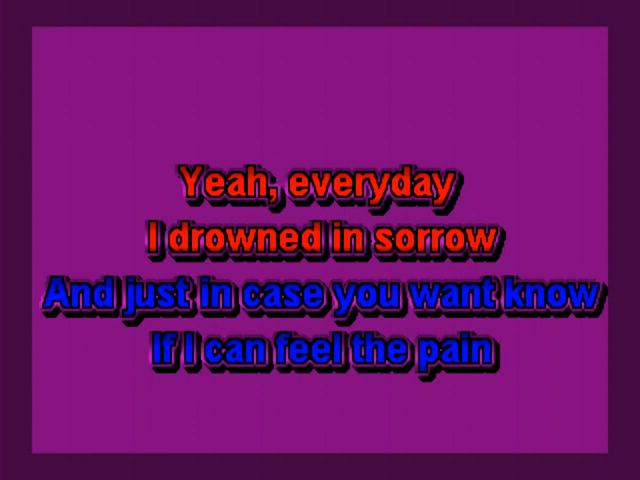 Yeah, everyday
I drowned in sorrow
And just in case you want know
If I can feel the pain